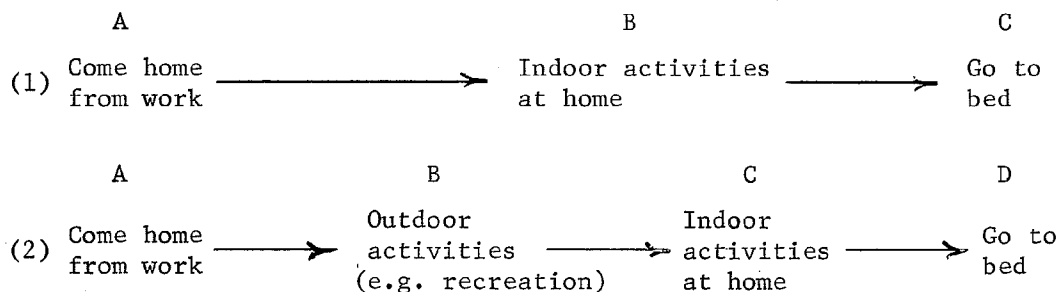 A B C
(1) Come home from work Indoor activities at home Go to bed
A B C D
(2) Come home from work Outdoor activities (e.g. recreation) Indoor activities at home Go to bed